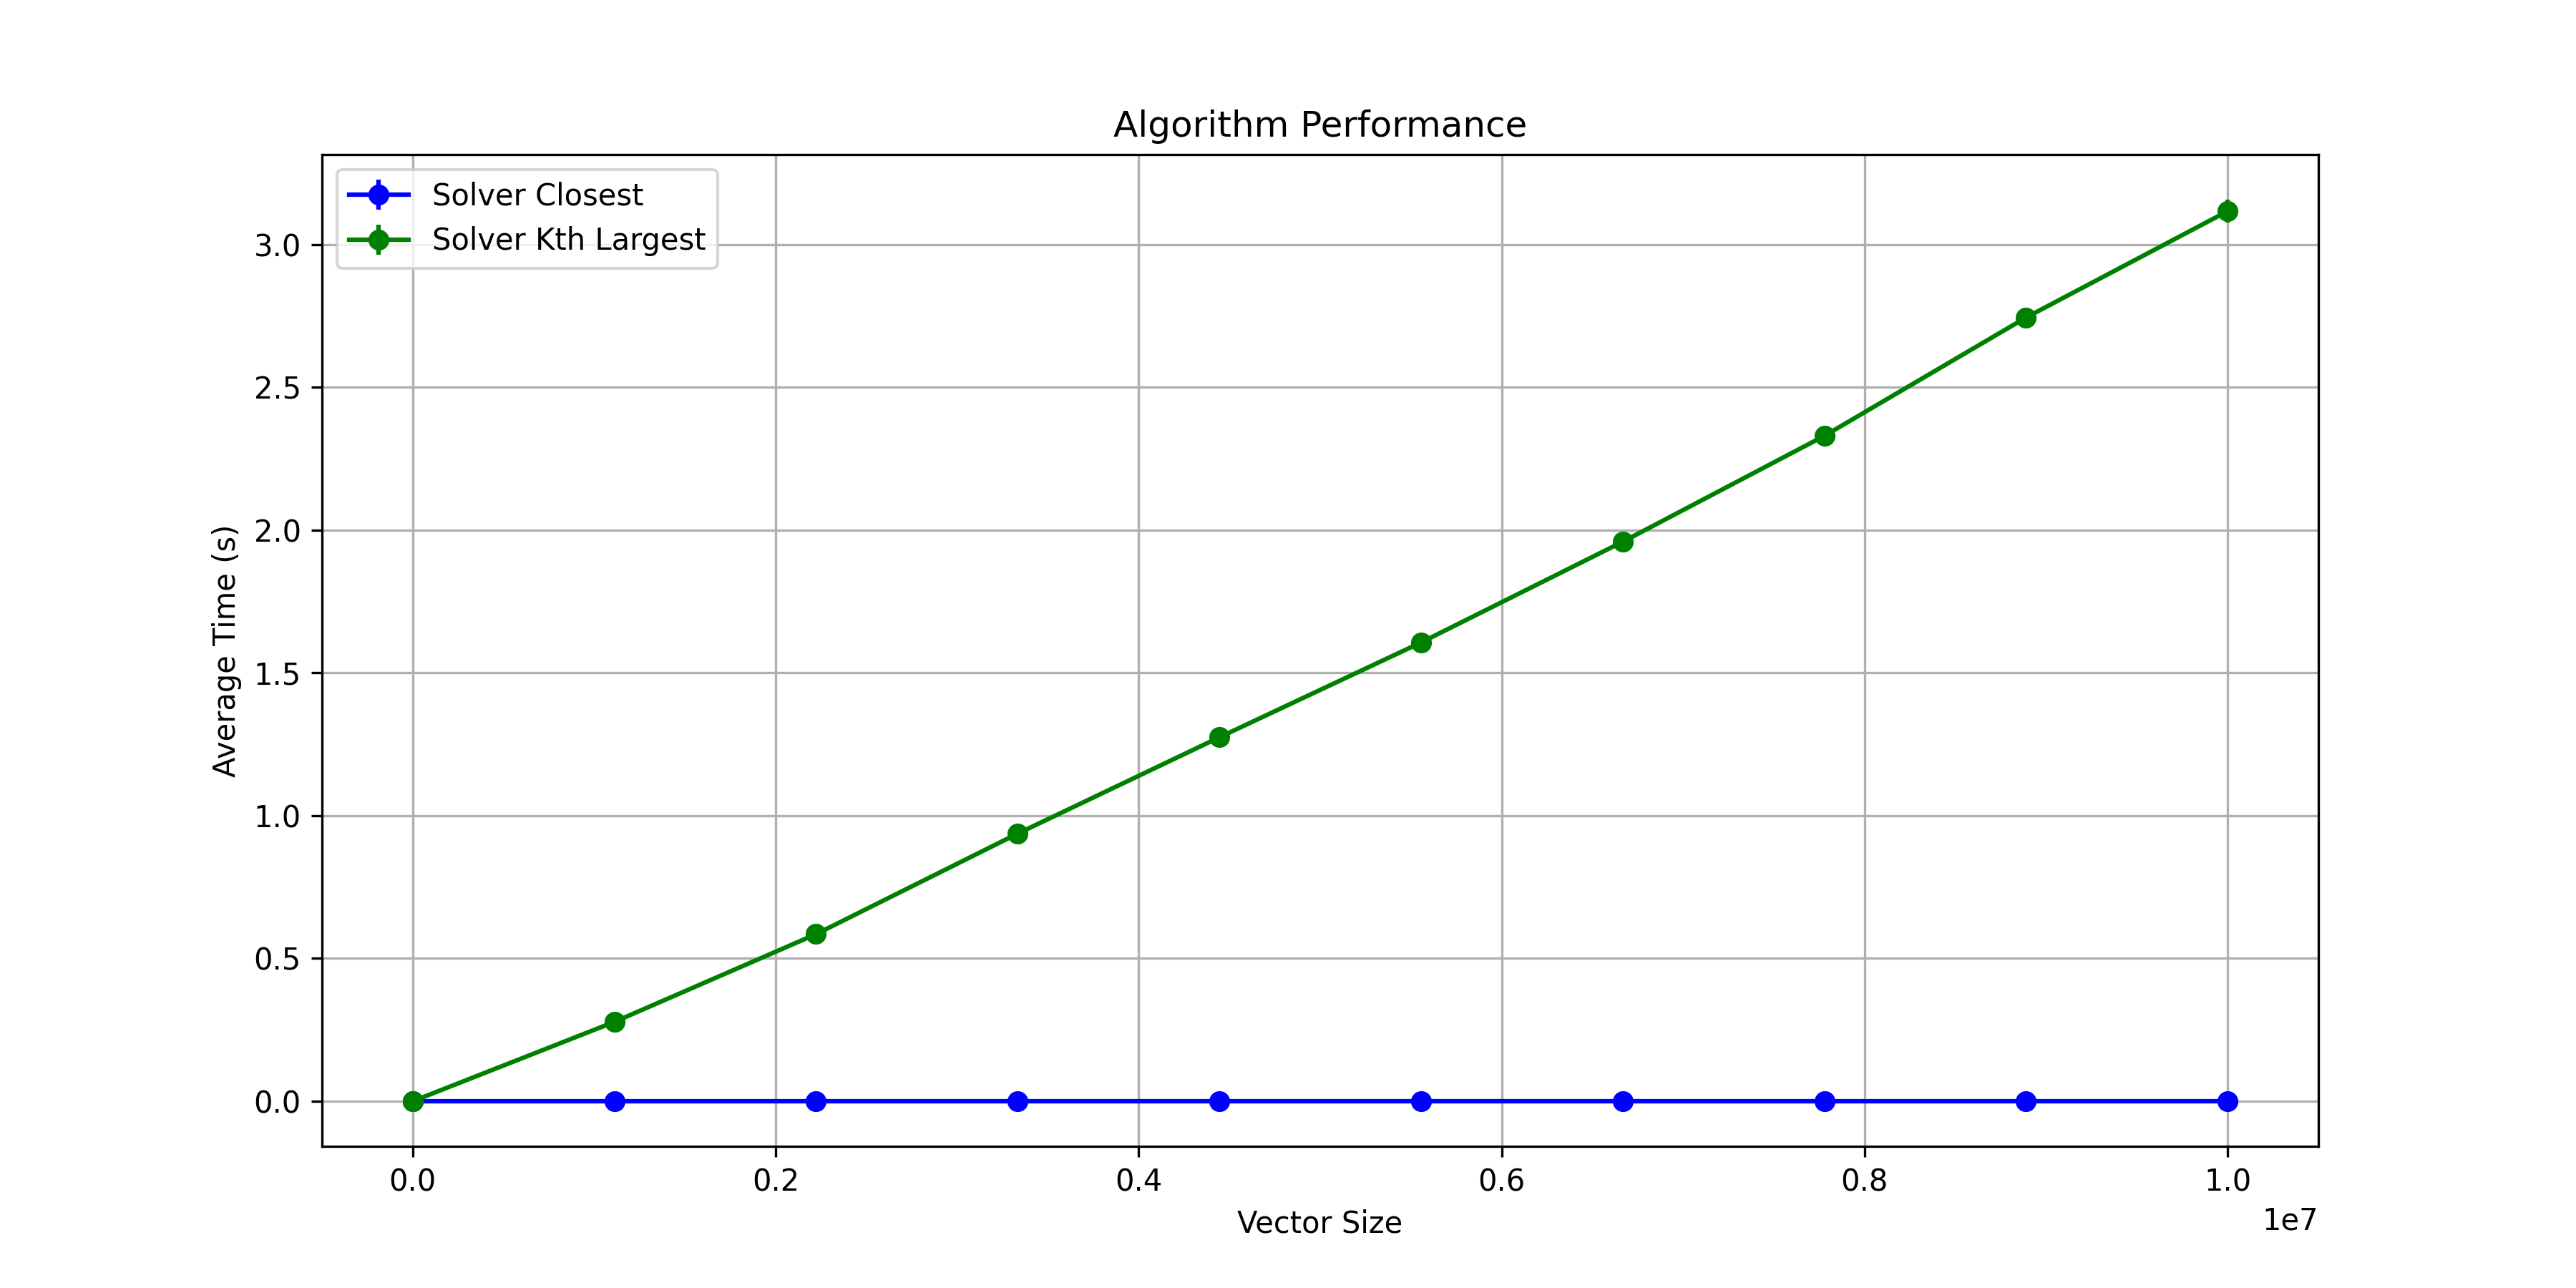 Algorithm Performance
Solver Closest
Solver Kth Largest
3.0
2.5
2.0
1.5
1.0
0.5
0.0
Average Time (s)
0.0 0.2 0.4 0.6 0.8 1.0
1e7
Vector Size